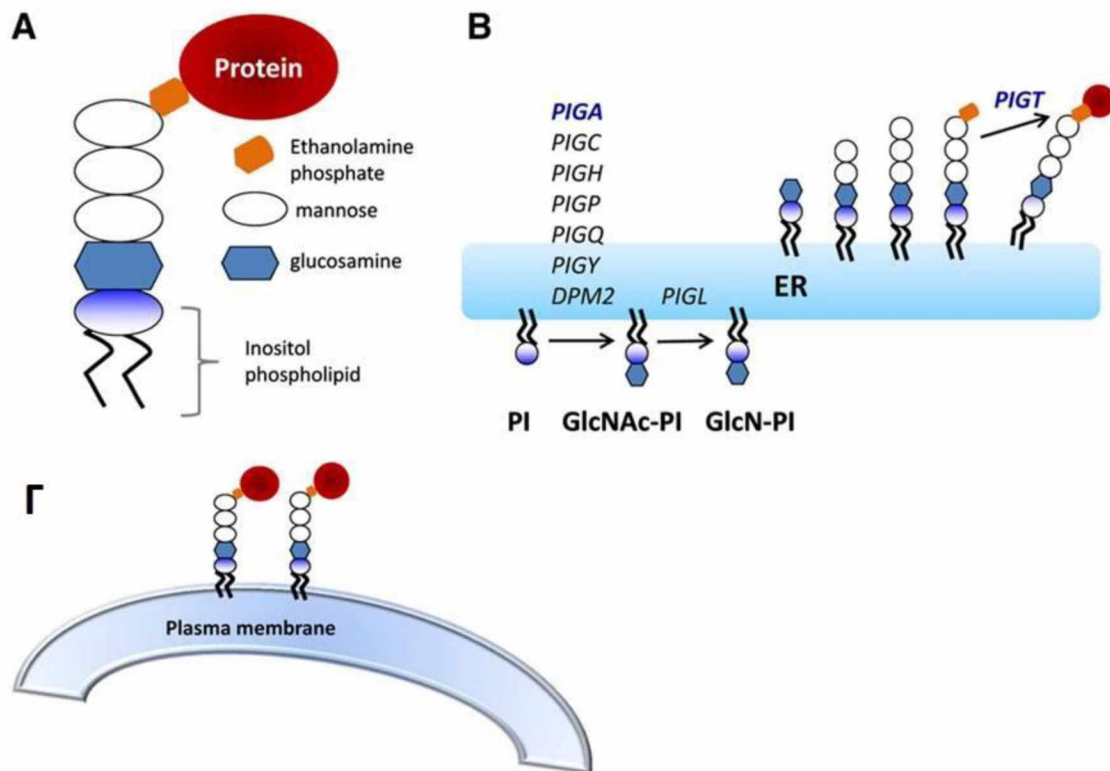 A
Protein
Ethanolamine
phosphate
mannose
glucosamine
Inositol
phospholipid
B
PIGA
PIGC
PIGH
PIGP
PIGQ
PIGY
DPM2
PIGL
PIGT
ER
PI
GlcNAc-PI
GlcN-PI
Γ
Plasma membrane